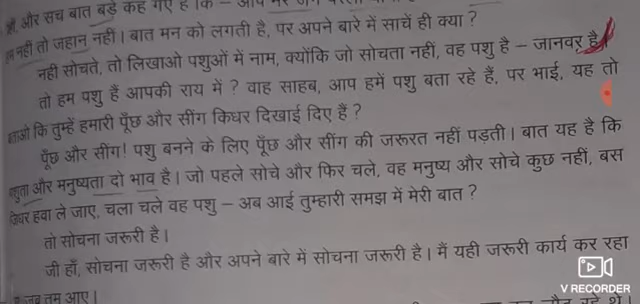 और सच बात बड़े कह गए हैं कि –
नहीं तो जहान नहीं। बात मन को लगती है, पर अपने बारे में साचें ही क्या ?
नहीं सोचते, तो लिखाओ पशुओं में नाम, क्योंकि जो सोचता नहीं, वह पशु है – जानवर है
तो हम पशु हैं आपकी राय में ? वाह साहब, आप हमें पशु बता रहे हैं, पर भाई, यह तो
कि तुम्हें हमारी पूँछ और सींग किधर दिखाई दिए हैं ?
पूँछ और सींग! पशु बनने के लिए पूँछ और सींग की जरूरत नहीं पड़ती। बात यह है कि
पशुता और मनुष्यता दो भाव है। जो पहले सोचे और फिर चले, वह मनुष्य और सोचे कुछ नहीं, बस
जिधर हवा ले जाए, चला चले वह पशु – अब आई तुम्हारी समझ में मेरी बात ?
तो सोचना जरूरी है।
जी हाँ, सोचना जरूरी है और अपने बारे में सोचना जरूरी है। मैं यही जरूरी कार्य कर रहा
जब तुम आए।
V RECORDER